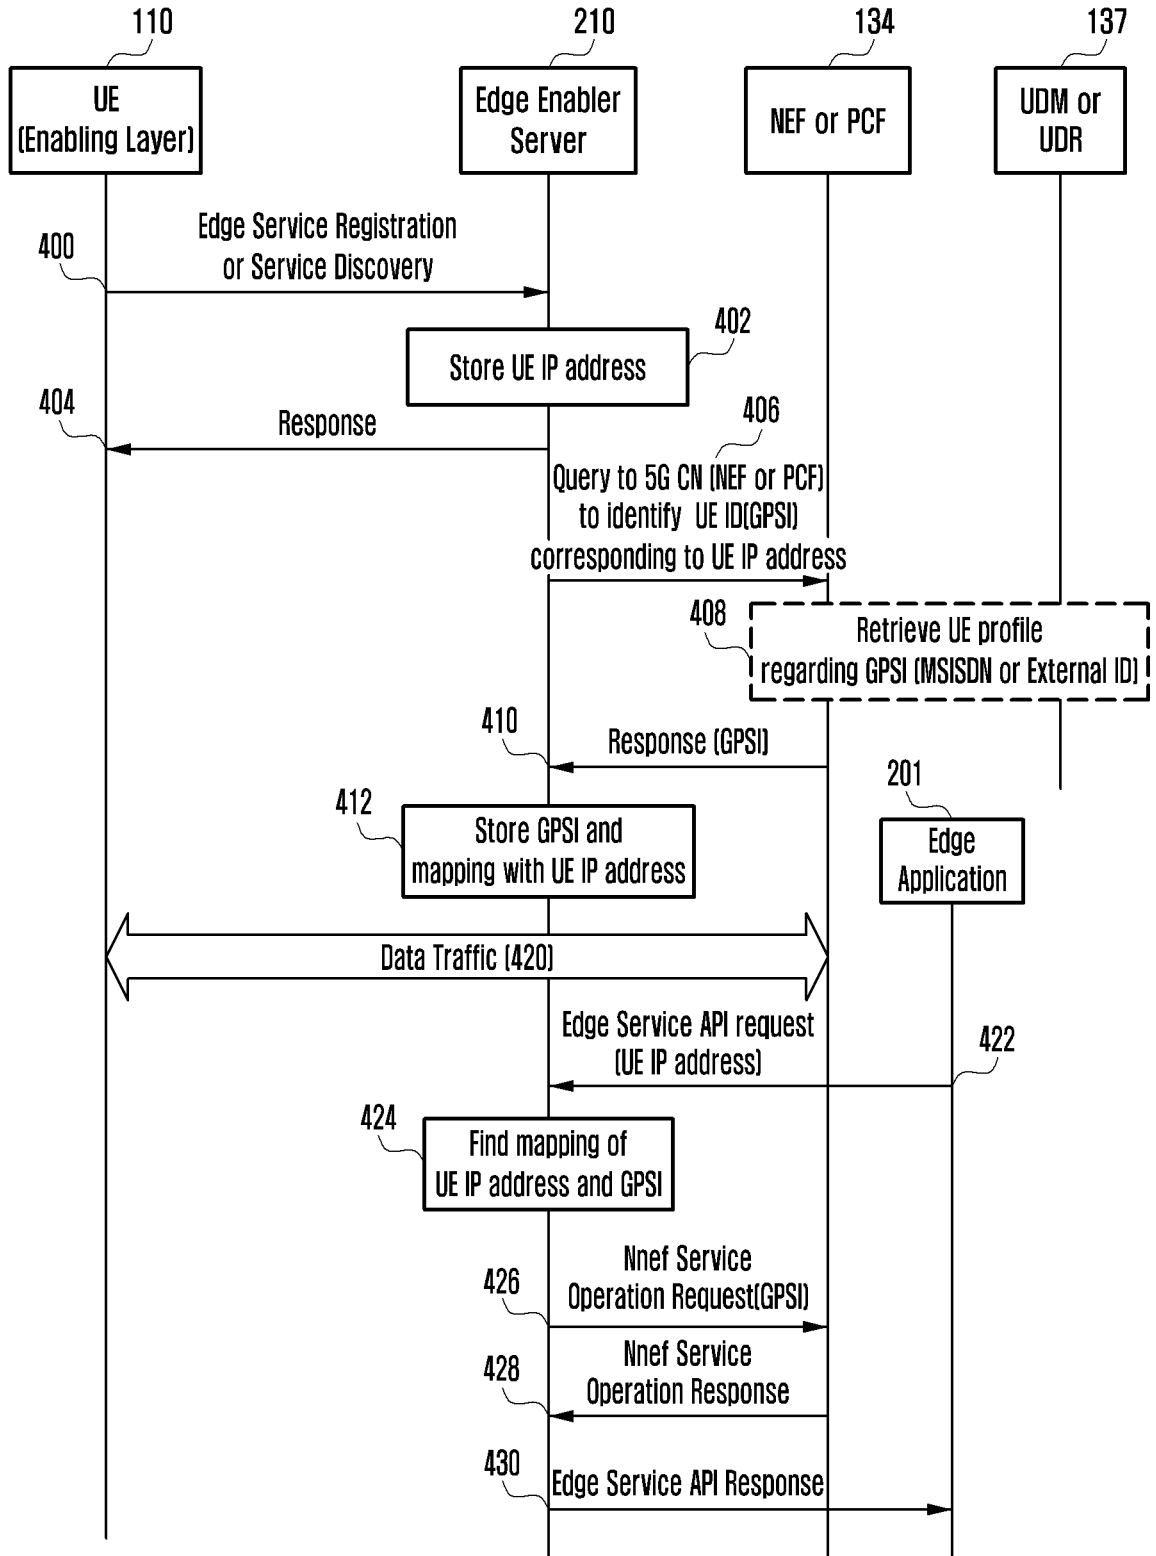 110
210
134
137
UE
(Enabling Layer)
Edge Enabler
Server
NEF or PCF
UDM or
UDR
Edge Service Registration
or Service Discovery
400
402
Store UE IP address
404
Response
406
Query to 5G CN (NEF or PCF)
to identify UE ID(GPSI)
corresponding to UE IP address
408
Retrieve UE profile
regarding GPSI (MSISDN or External ID)
410
Response (GPSI)
201
412
Store GPSI and
mapping with UE IP address
Edge
Application
Data Traffic (420)
Edge Service API request
(UE IP address)
422
424
Find mapping of
UE IP address and GPSI
Nnef Service
Operation Request(GPSI)
426
Nnef Service
Operation Response
428
430
Edge Service API Response